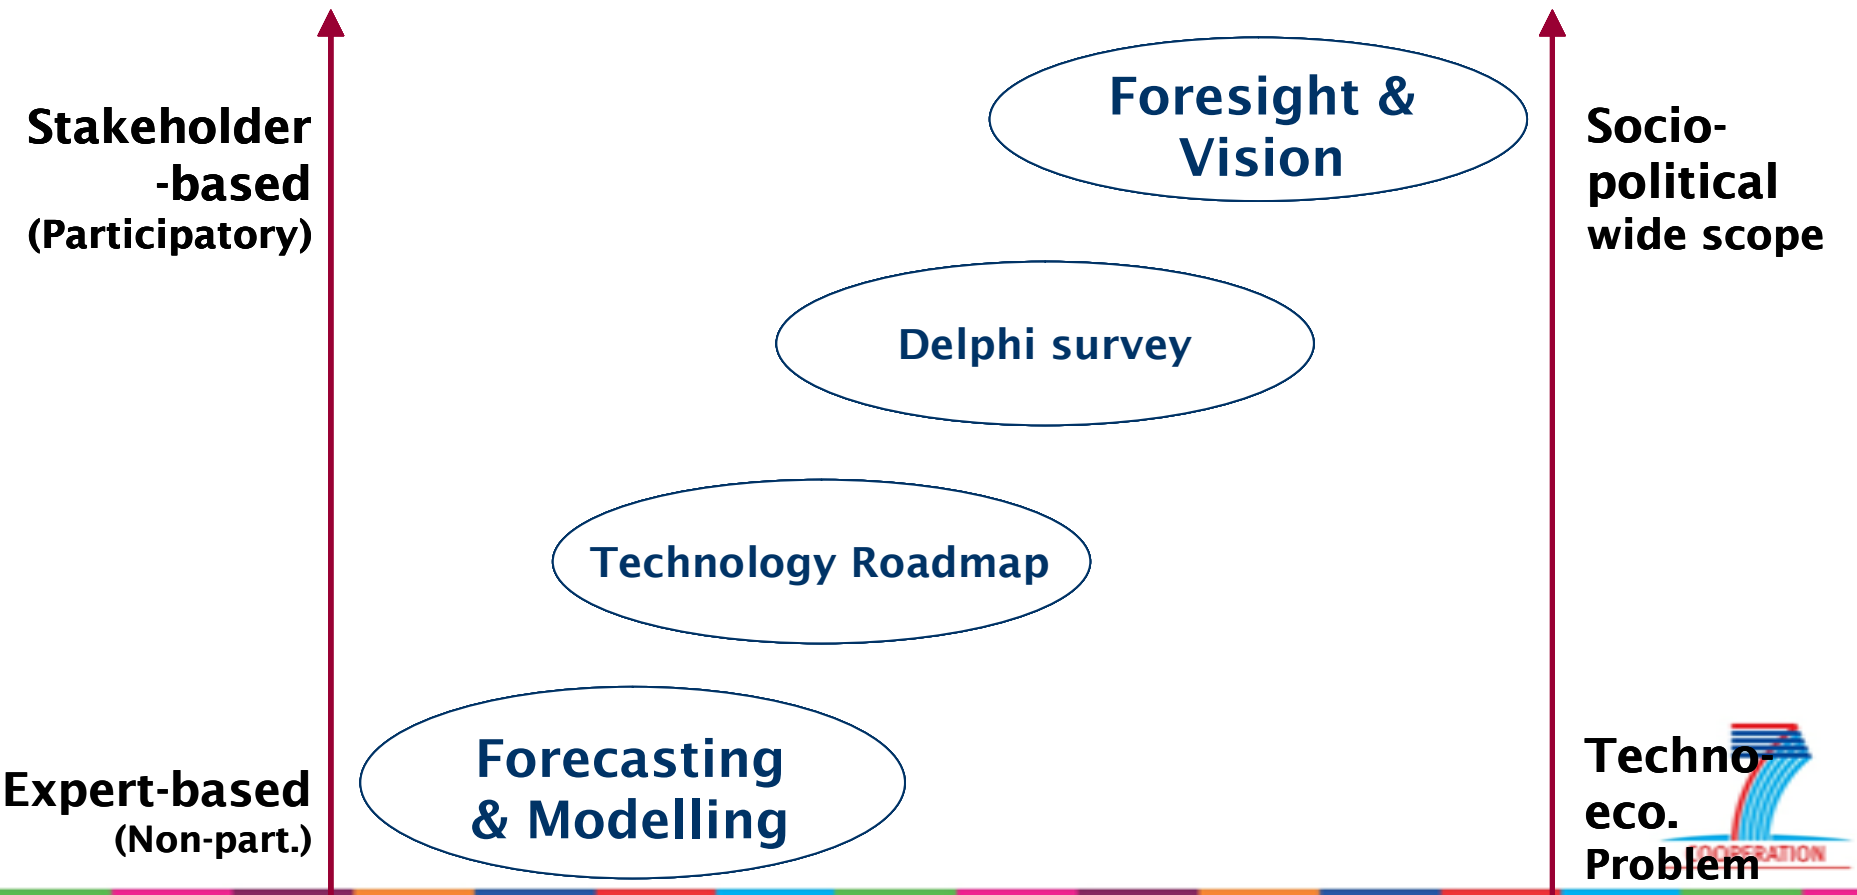 Foresight &
Vision
Stakeholder
-based
(Participatory)
Socio-
political
wide scope
Delphi survey
Technology Roadmap
Forecasting
& Modelling
Expert-based
(Non-part.)
Techno-
eco.
Problem
COOPERATION